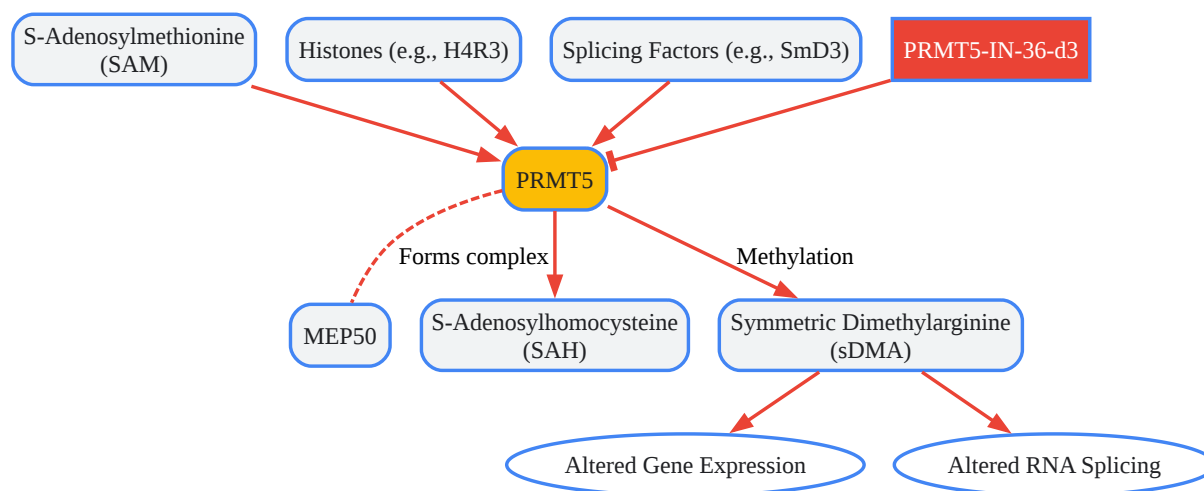 S-Adenosylmethionine
(SAM)
Histones (e.g., H4R3)
Splicing Factors (e.g., SmD3)
PRMT5-IN-36-d3
PRMT5
Forms complex
Methylation
MEP50
S-Adenosylhomocysteine
(SAH)
Symmetric Dimethylarginine
(sDMA)
Altered Gene Expression
Altered RNA Splicing